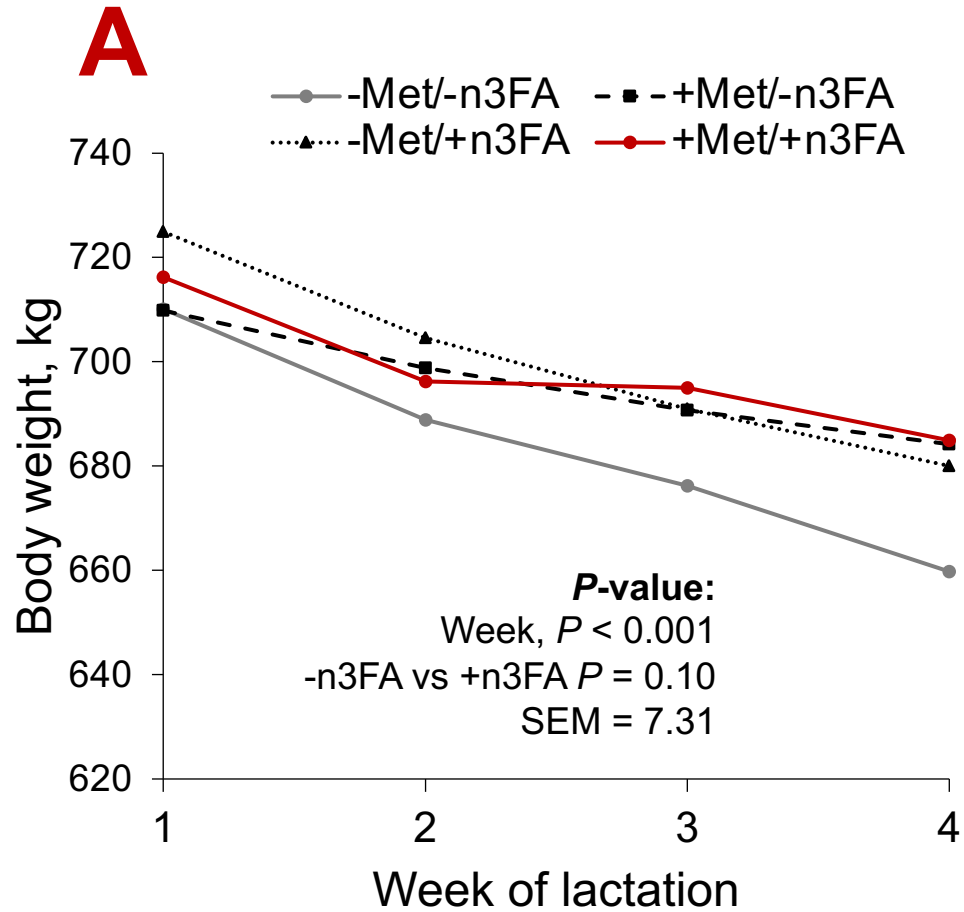 A
-Met/-n3FA +Met/-n3FA
-Met/+n3FA +Met/+n3FA
740
720
700
680
660
640
620
Body weight, kg
P-value:
Week, P < 0.001
-n3FA vs +n3FA P = 0.10
SEM = 7.31
1 2 3 4
Week of lactation